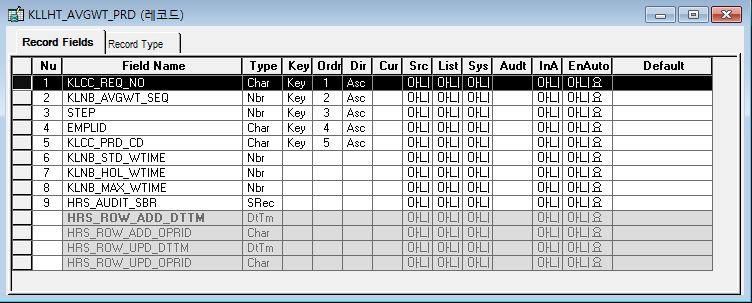 KLLHT_AVGWT_PRD (레코드)
Record Fields Record Type
Nu Field Name Type Key Ordr Dir Cur Src List Sys Audt InA EnAuto Default
1 KLCC_REQ_NO Char Key 1 Asc 아니 아니 아니 아니 아니요
2 KLNB_AVGWT_SEQ Nbr Key 2 Asc 아니 아니 아니 아니 아니요
3 STEP Nbr Key 3 Asc 아니 아니 아니 아니 아니요
4 EMPLID Char Key 4 Asc 아니 아니 아니 아니 아니요
5 KLCC_PRD_CD Char Key 5 Asc 아니 아니 아니 아니 아니요
6 KLNB_STD_WTIME Nbr 아니 아니 아니 아니 아니요
7 KLNB_HOL_WTIME Nbr 아니 아니 아니 아니 아니요
8 KLNB_MAX_WTIME Nbr 아니 아니 아니 아니 아니요
9 HRS_AUDIT_SBR SRec 아니 아니 아니 아니 아니요
HRS_ROW_ADD_DTTM DtTm 아니 아니 아니 아니 아니요
HRS_ROW_ADD_OPRID Char 아니 아니 아니 아니 아니요
HRS_ROW_UPD_DTTM DtTm 아니 아니 아니 아니 아니요
HRS_ROW_UPD_OPRID Char 아니 아니 아니 아니 아니요